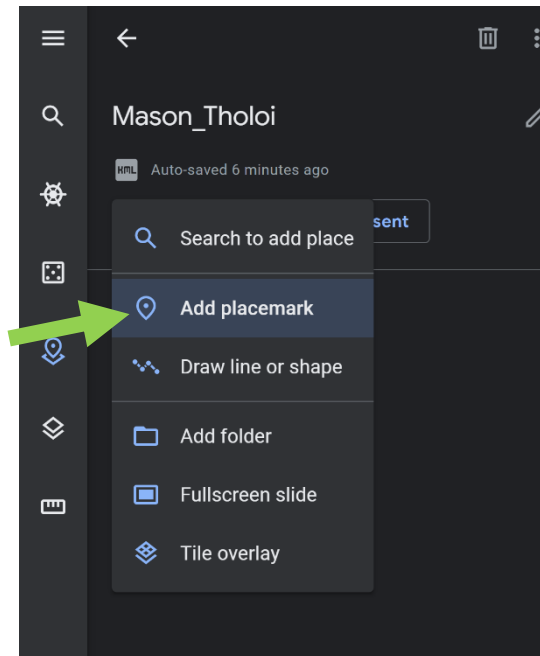 Mason_Tholoi
KML Auto-saved 6 minutes ago
sent
Search to add place
Add placemark
Draw line or shape
Add folder
Fullscreen slide
Tile overlay